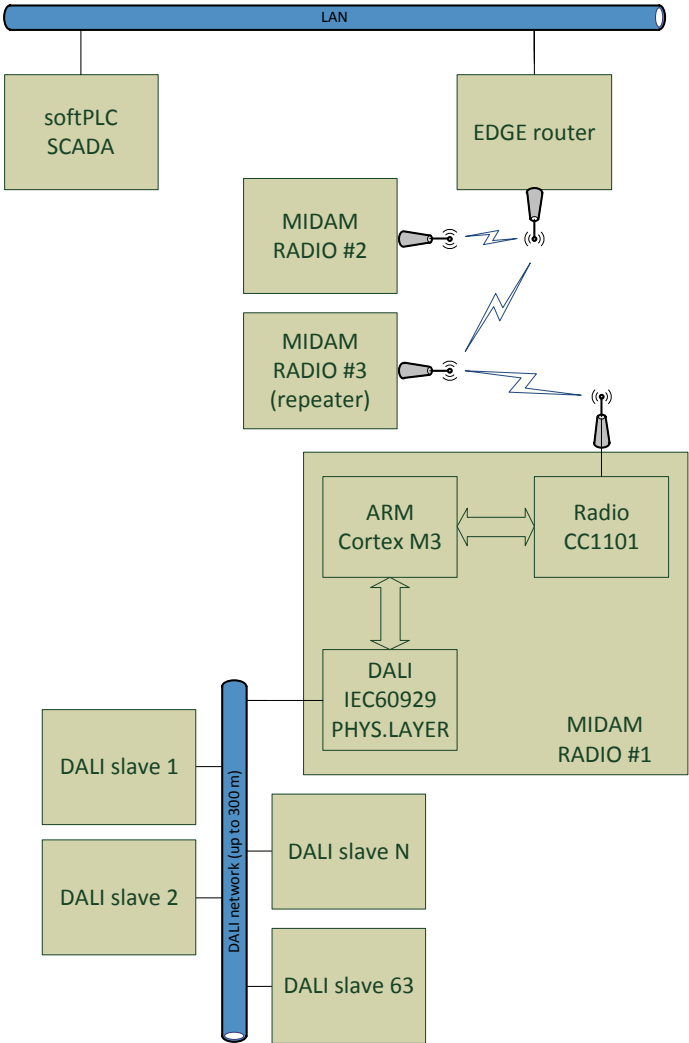 LAN
softPLC
SCADA
EDGE router
MIDAM
RADIO #2
MIDAM
RADIO #3
(repeater)
ARM
Cortex M3
Radio
CC1101
DALI
IEC60929
PHYS.LAYER
MIDAM
RADIO #1
DALI slave 1
DALI slave 2
DALI network (up to 300 m)
DALI slave N
DALI slave 63